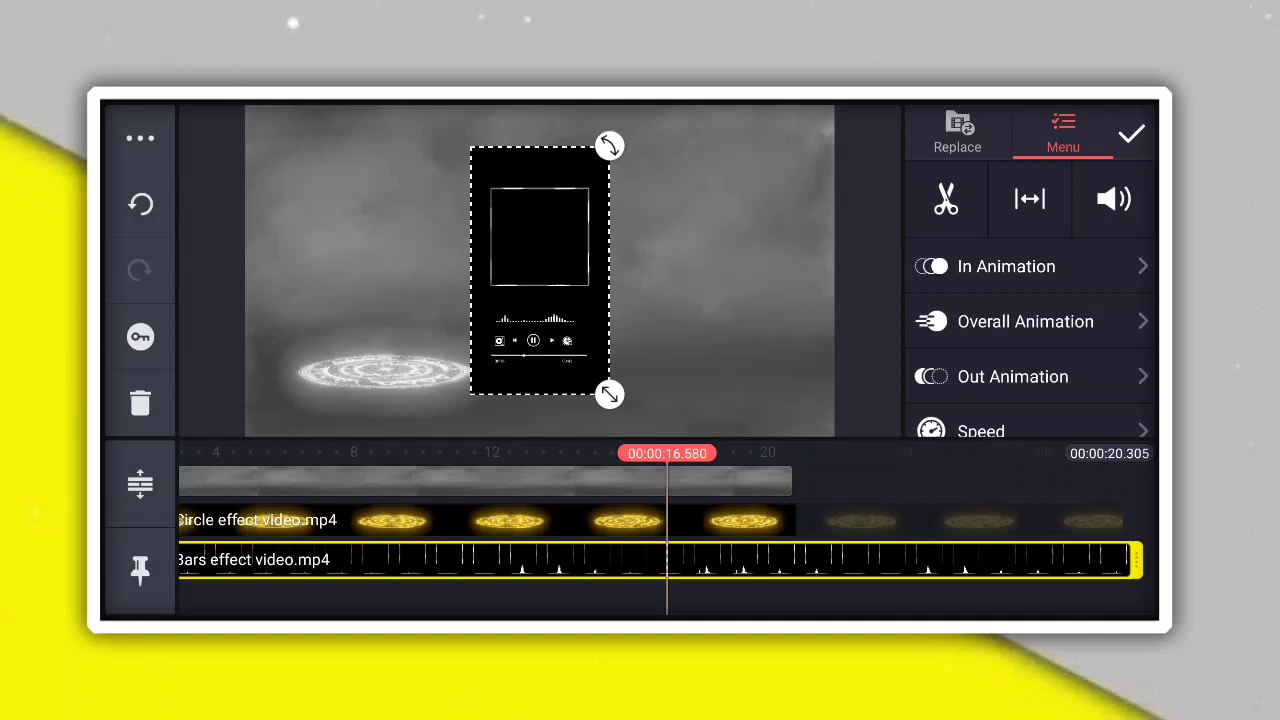 Replace
Menu
In Animation
Overall Animation
Out Animation
Speed
4
8
12
00:00:16.580
20
24
00:00:20.305
Circle effect video.mp4
Bars effect video.mp4